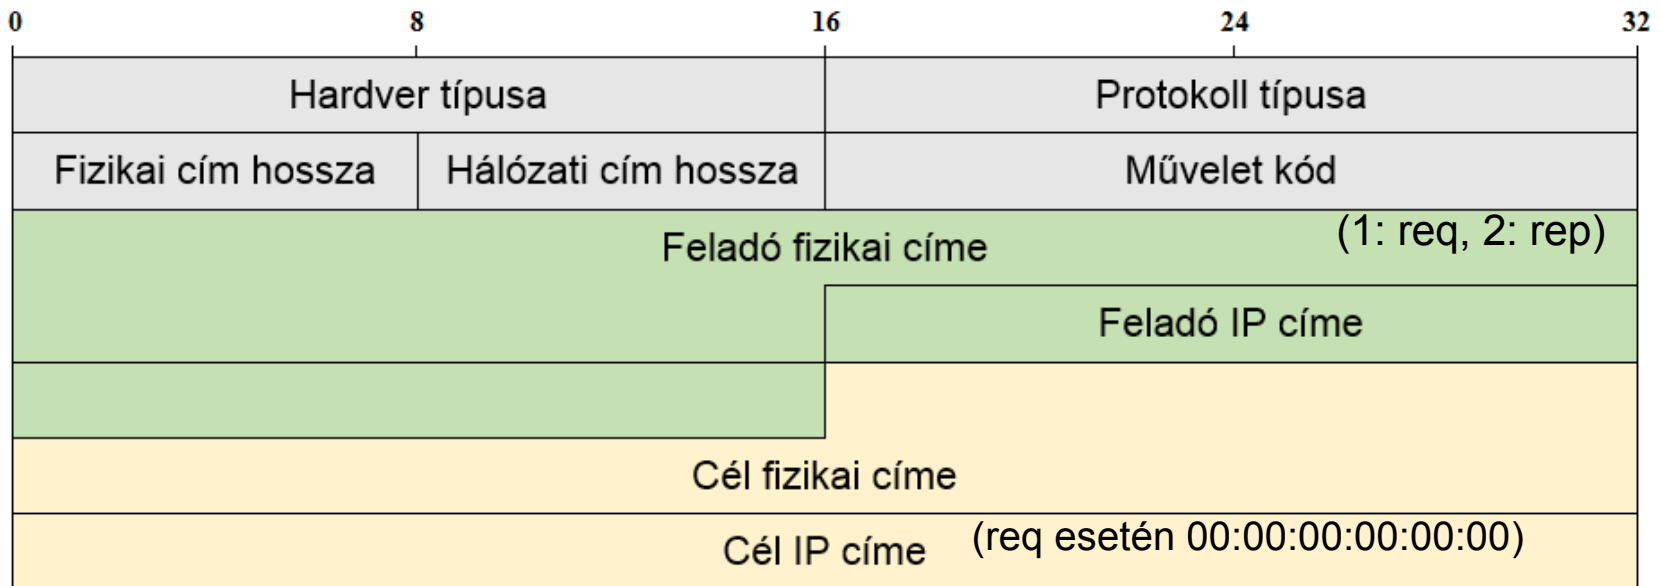 0 8 16 24 32
Hardver típusa Protokoll típusa
Fizikai cím hossza Hálózati cím hossza Művelet kód
Feladó fizikai címe (1: req, 2: rep)
Feladó IP címe
Cél fizikai címe
Cél IP címe (req esetén 00:00:00:00:00:00)